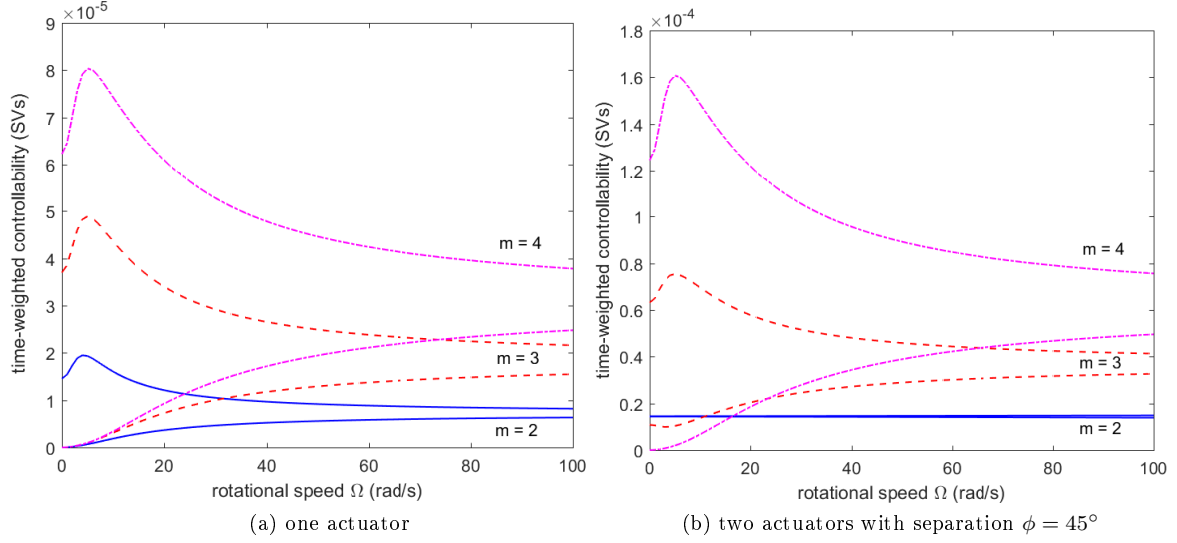 ×10⁻⁵
9
8
7
6
5
4
3
2
1
0
time-weighted controllability (SVs)
m = 4
m = 3
m = 2
0 20 40 60 80 100
rotational speed Ω (rad/s)
(a) one actuator
×10⁻⁴
1.8
1.6
1.4
1.2
1
0.8
0.6
0.4
0.2
0
time-weighted controllability (SVs)
m = 4
m = 3
m = 2
0 20 40 60 80 100
rotational speed Ω (rad/s)
(b) two actuators with separation ϕ = 45°